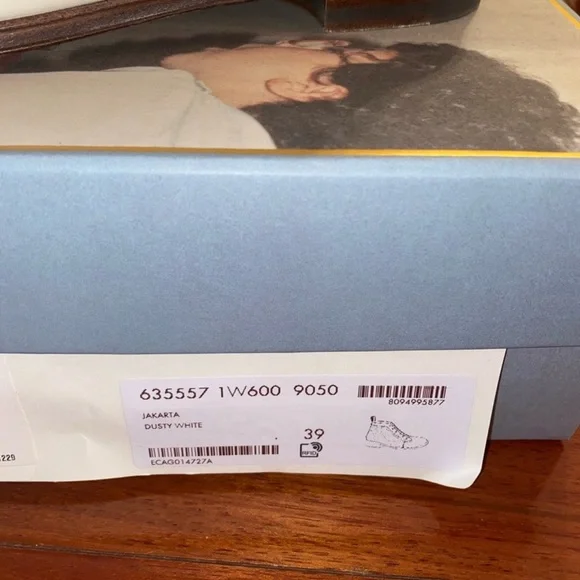 635557 1W600 9050
8094995877
JAKARTA
DUSTY WHITE
39
RFID
ECAG014727A
229